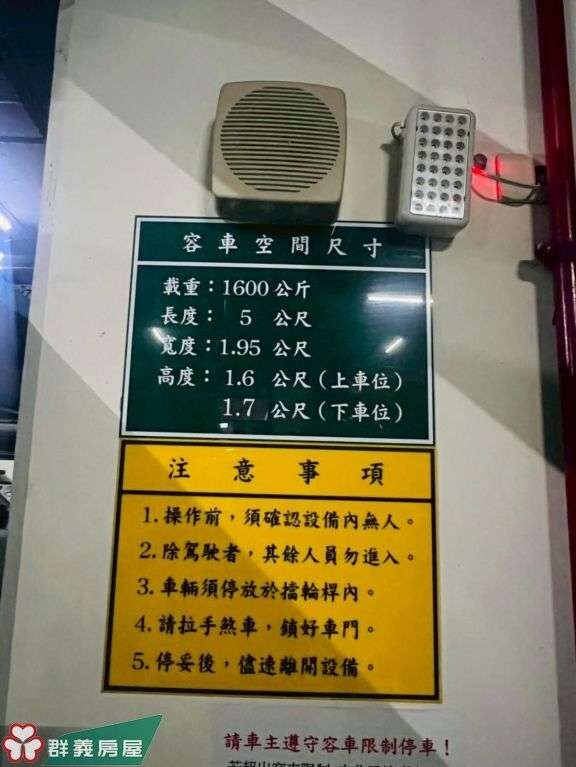 容車空間尺寸
載重：1600公斤
長度： 5 公尺
寬度：1.95 公尺
高度： 1.6 公尺（上車位）
1.7 公尺（下車位）
注意事項
1.操作前，須確認設備內無人。
2.除駕駛者，其餘人員勿進入。
3.車輛須停放於擋輪桿內。
4.請拉手煞車，鎖好車門。
5.停妥後，儘速離開設備。
請車主遵守容車限制停車！
群義房屋